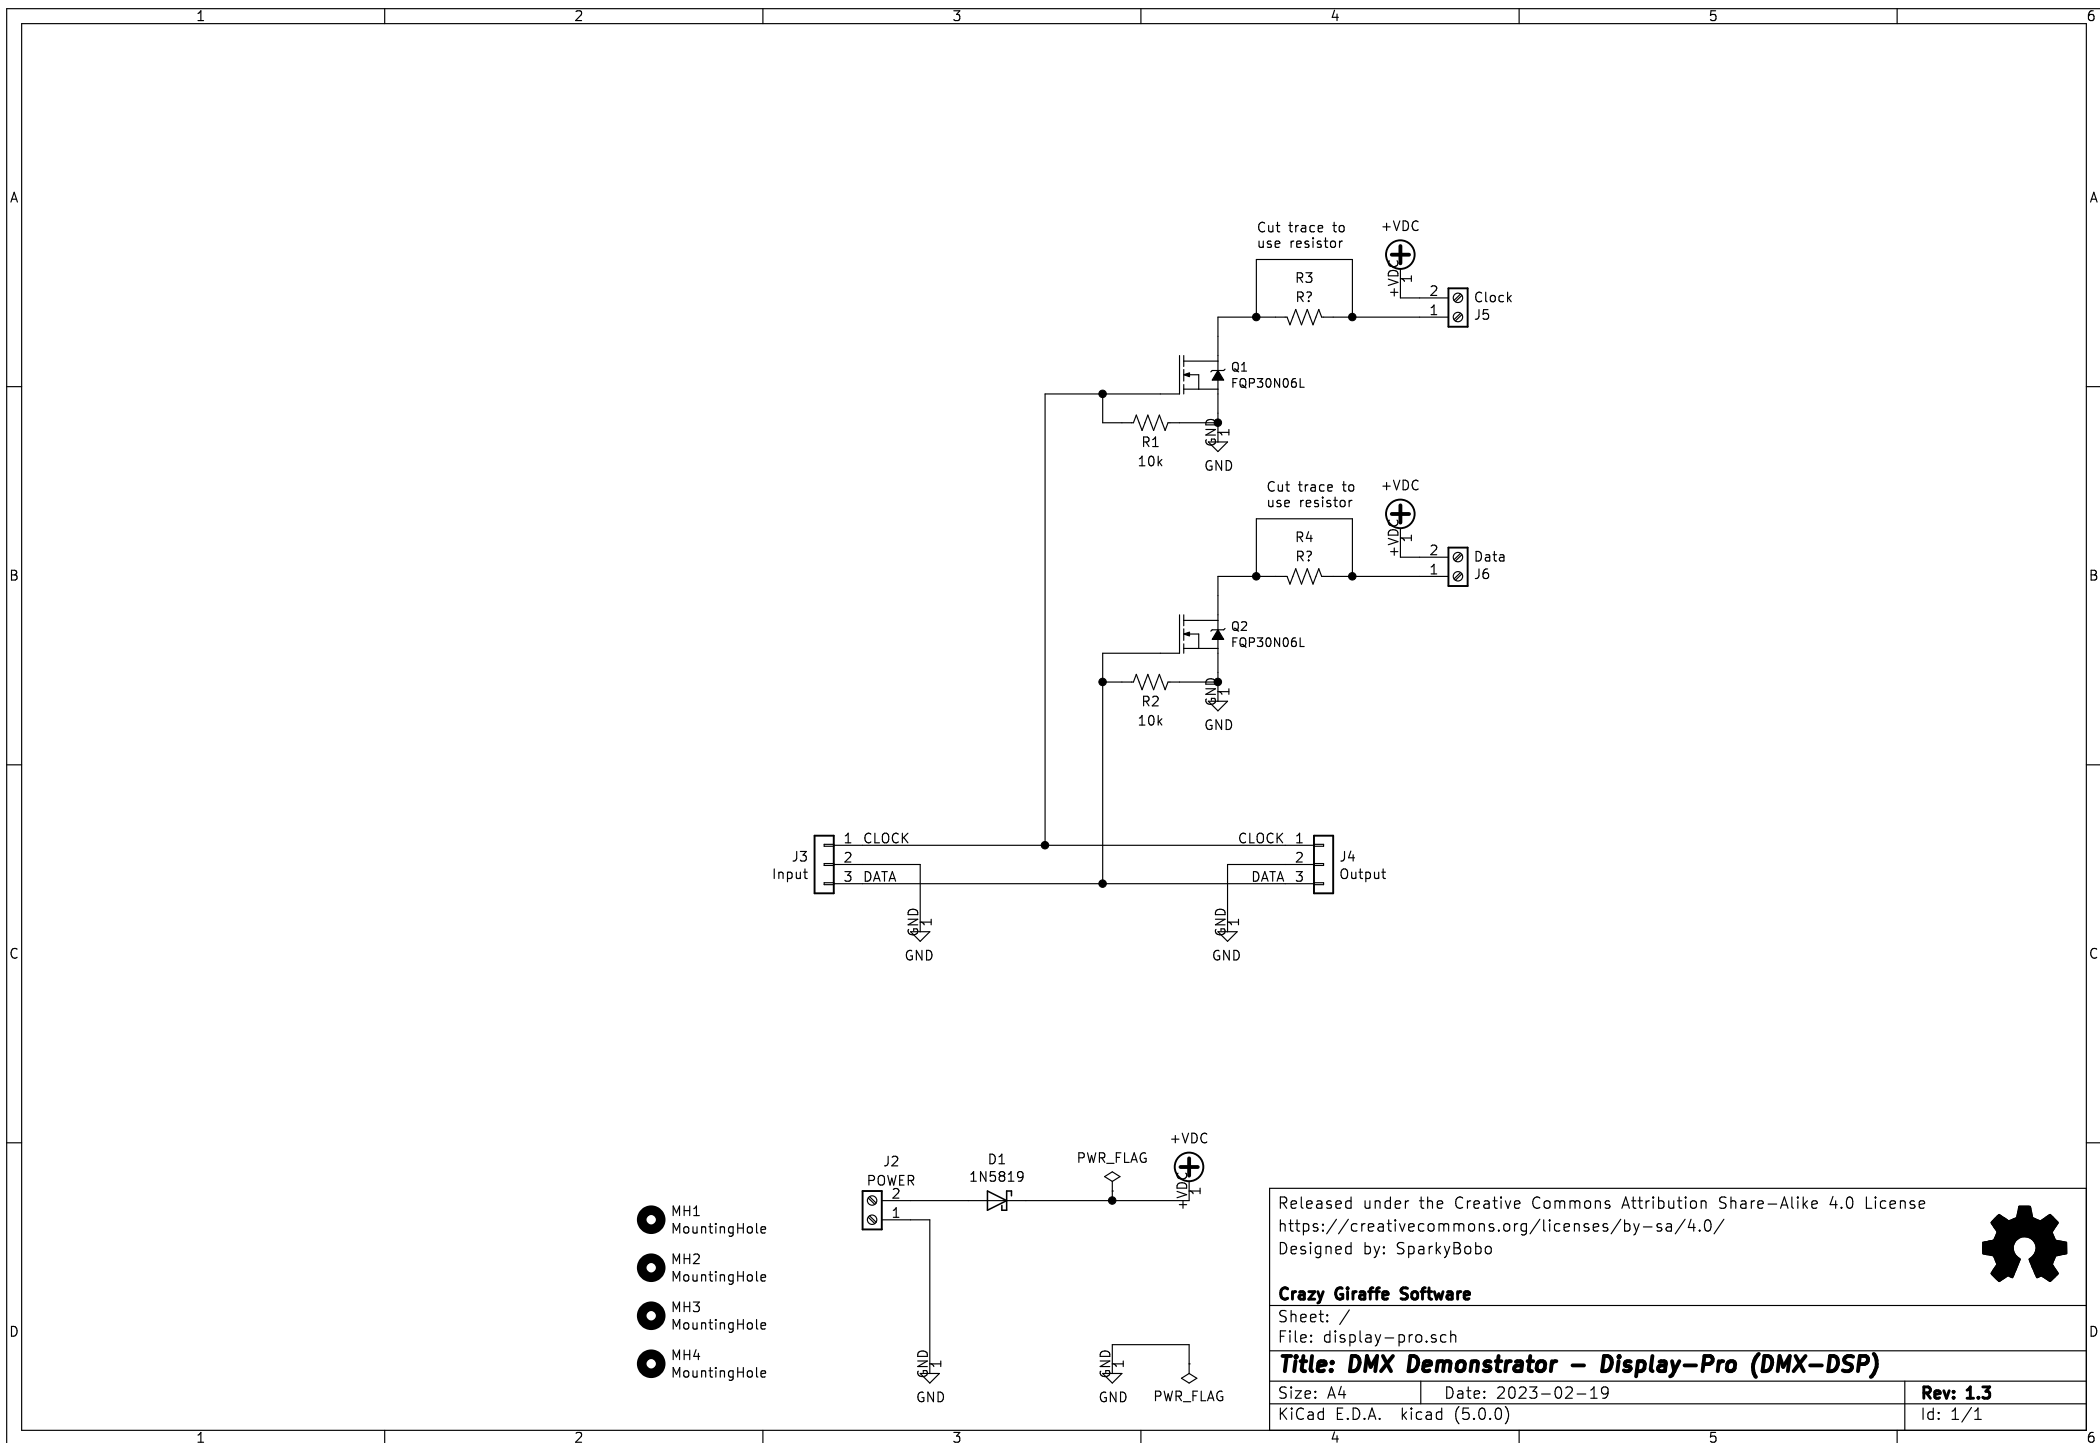 1 2 3 4 5 6
A A
Cut trace to
use resistor
+VDC
+VDC
1
R3
R?
2
1
Clock
J5
Q1
FQP30N06L
R1
10k
GND
1
GND
Cut trace to
use resistor
+VDC
+VDC
1
R4
R?
2
1
Data
J6
B B
Q2
FQP30N06L
R2
10k
GND
1
GND
J3
Input
1 CLOCK
2
3 DATA
CLOCK 1
2
DATA 3
J4
Output
GND
1
GND
GND
1
GND
C C
J2
POWER
2
1
D1
1N5819
PWR_FLAG
+VDC
+VDC
1
GND
1
GND
GND
1
GND
PWR_FLAG
MH1
MountingHole
MH2
MountingHole
MH3
MountingHole
MH4
MountingHole
D D
Released under the Creative Commons Attribution Share-Alike 4.0 License
https://creativecommons.org/licenses/by-sa/4.0/
Designed by: SparkyBobo
Crazy Giraffe Software
Sheet: /
File: display-pro.sch
Title: DMX Demonstrator - Display-Pro (DMX-DSP)
Size: A4 Date: 2023-02-19 Rev: 1.3
KiCad E.D.A. kicad (5.0.0) Id: 1/1
1 2 3 4 5 6